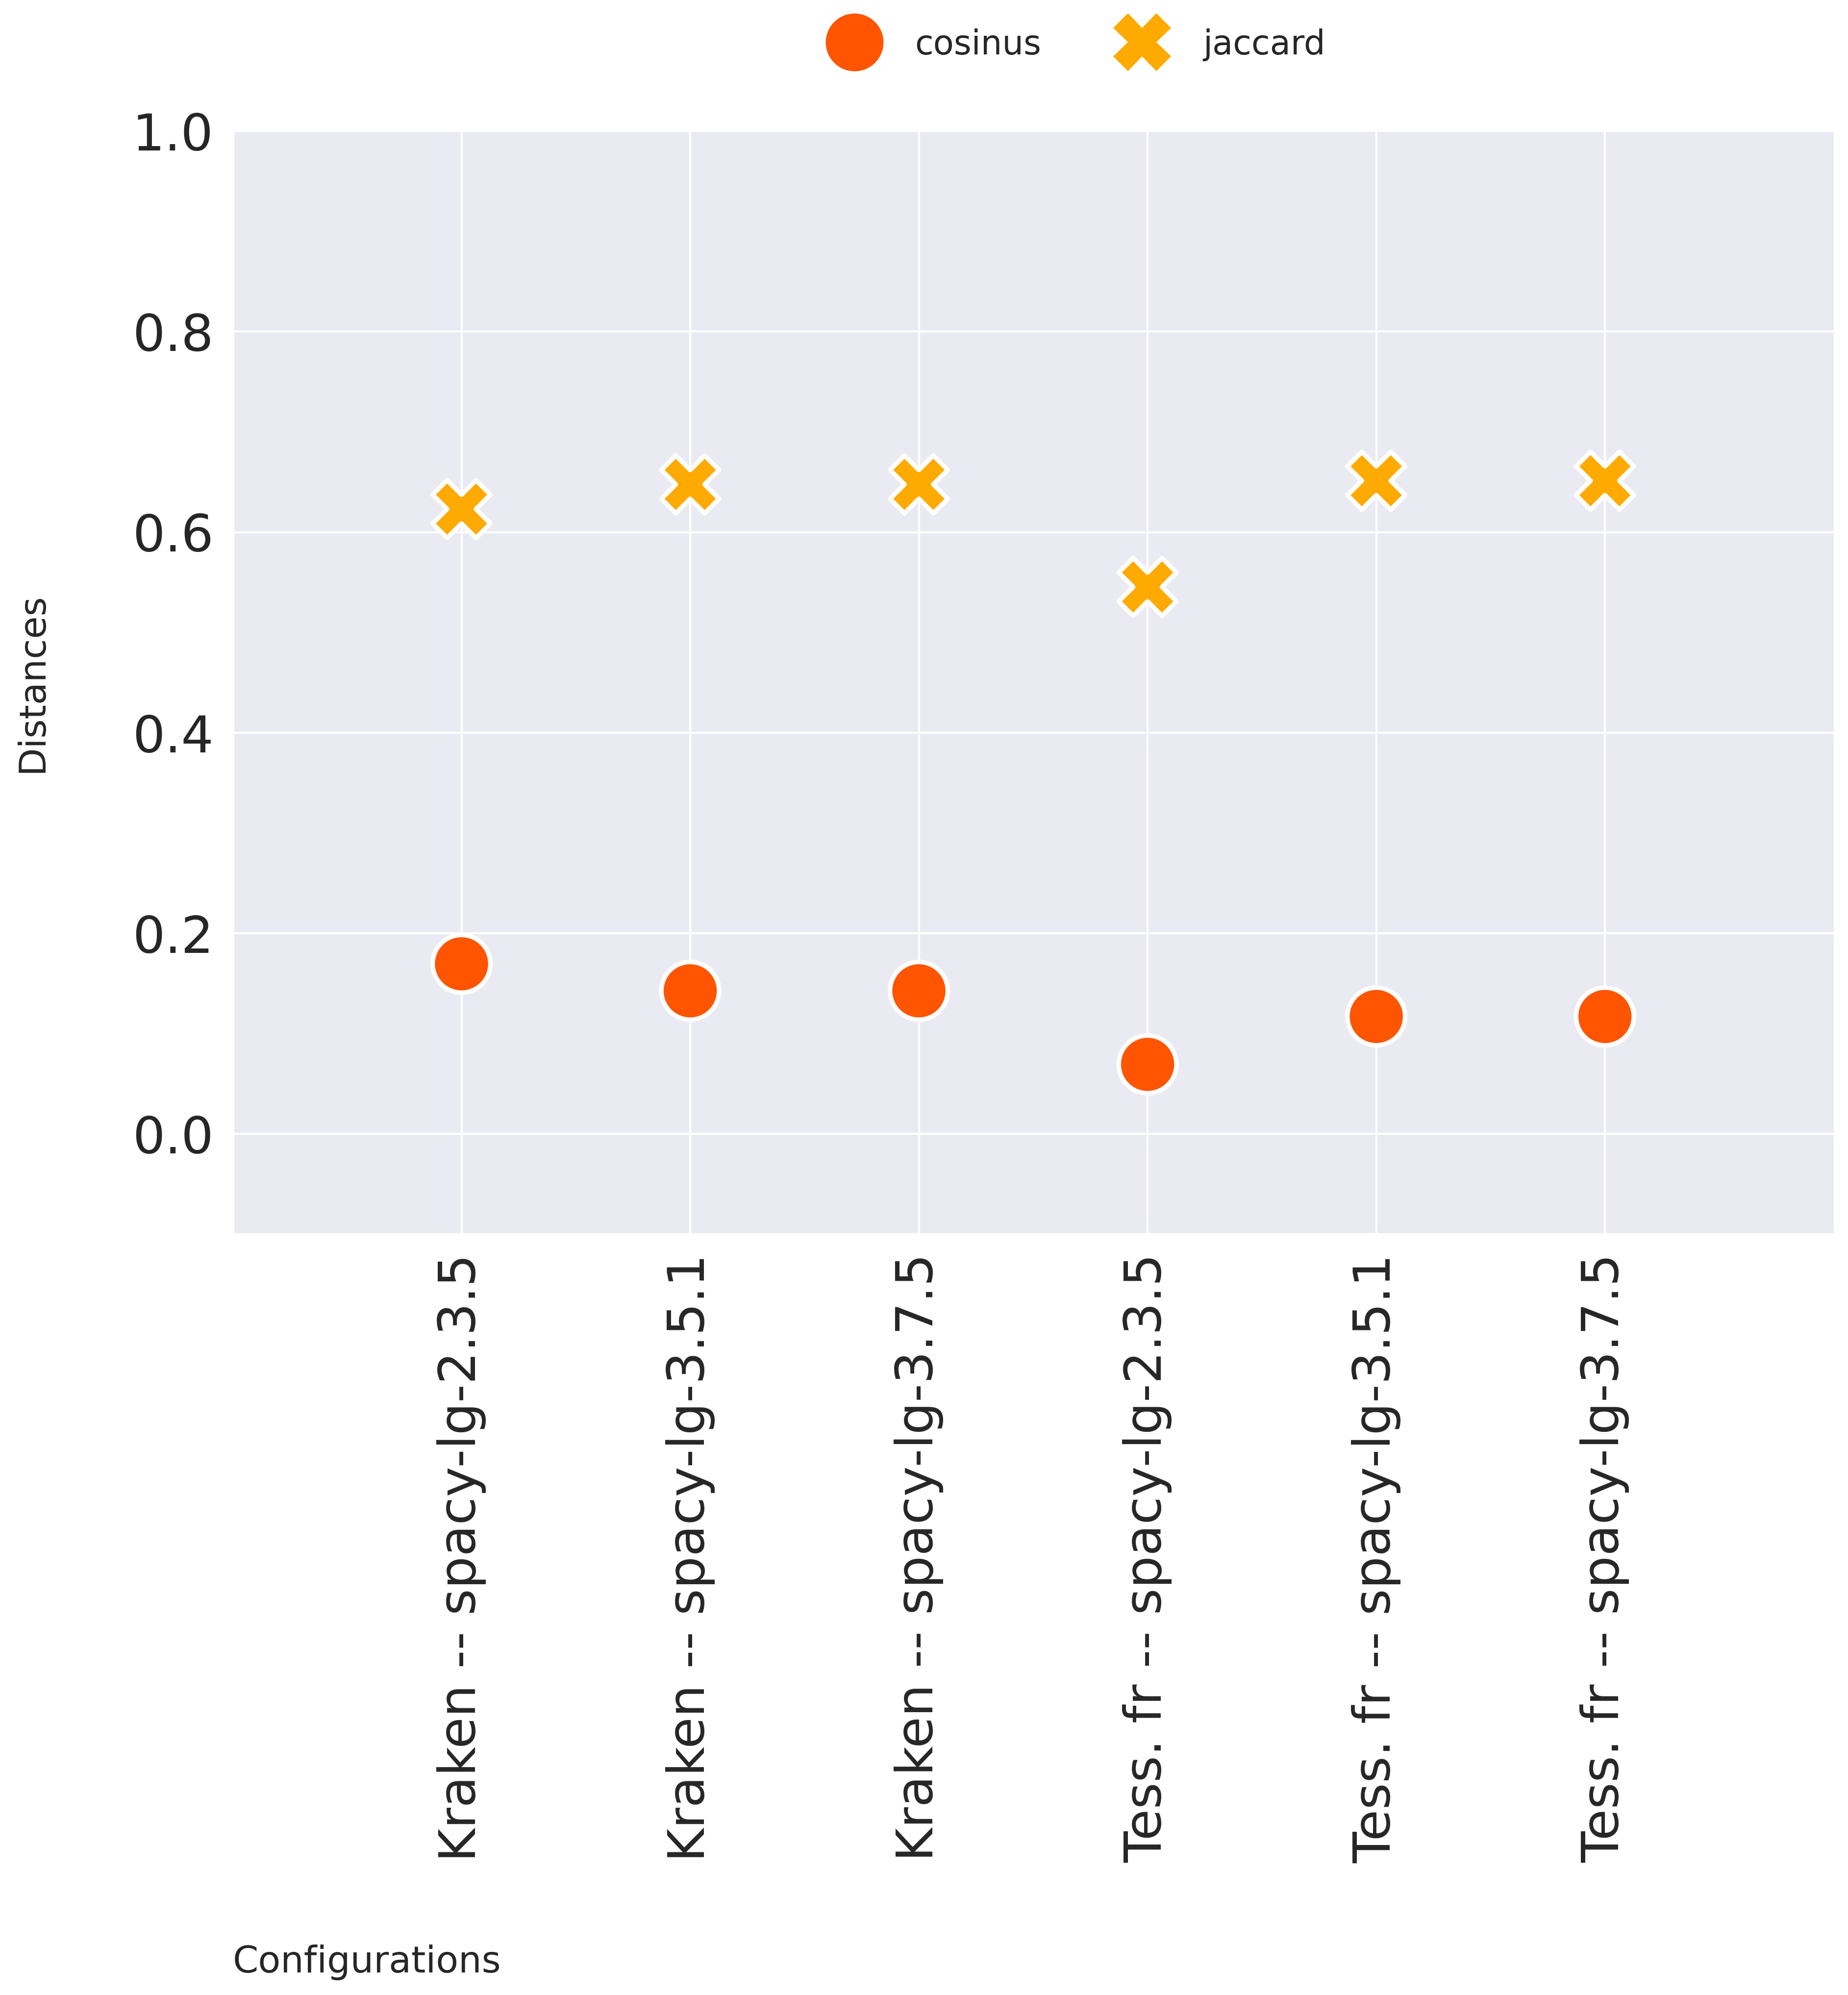 cosinus jaccard
1.0
0.8
0.6
0.4
0.2
0.0
Distances
Kraken -- spacy-lg-2.3.5
Kraken -- spacy-lg-3.5.1
Kraken -- spacy-lg-3.7.5
Tess. fr -- spacy-lg-2.3.5
Tess. fr -- spacy-lg-3.5.1
Tess. fr -- spacy-lg-3.7.5
Configurations